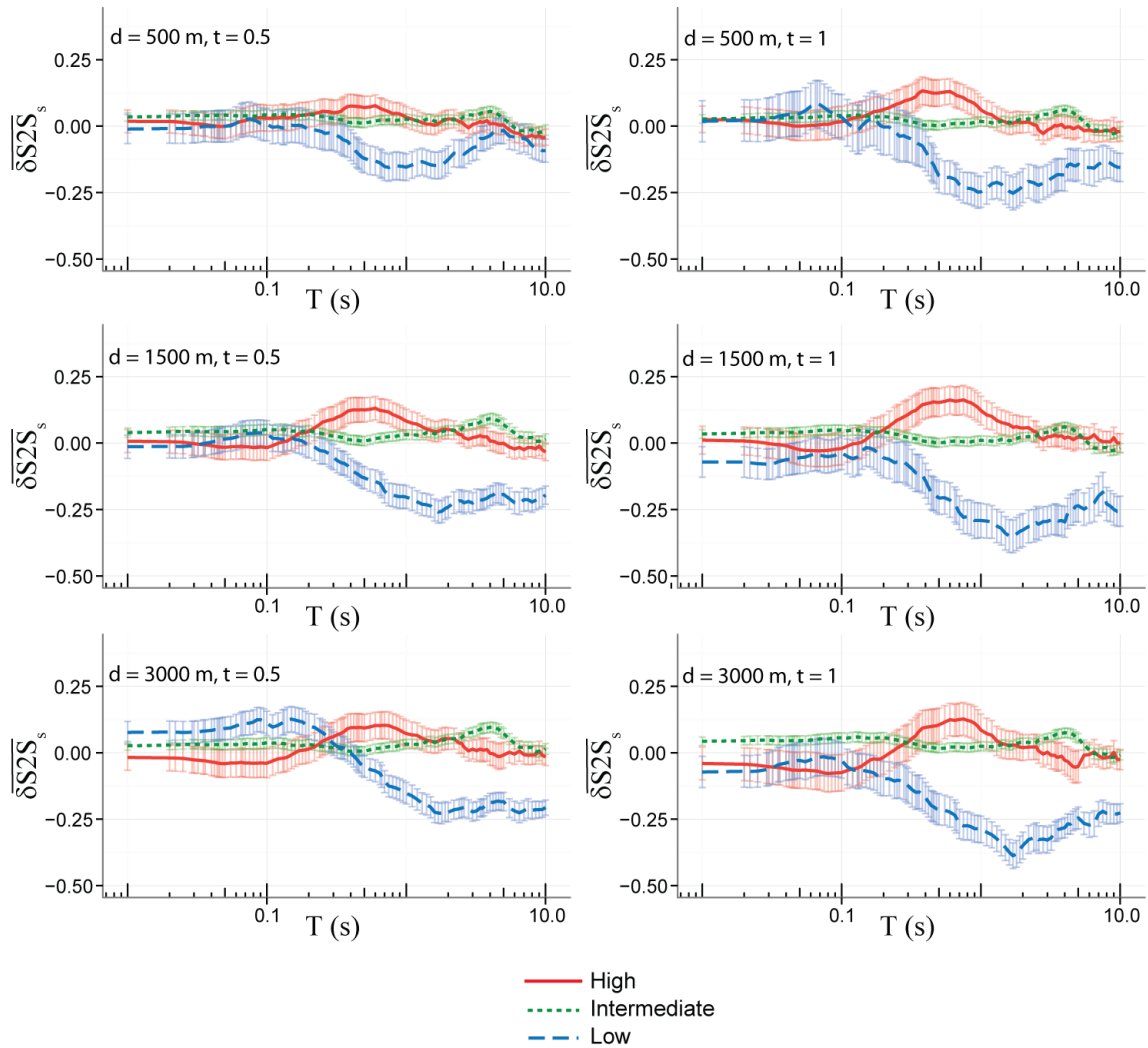 d = 500 m, t = 0.5
0.25
0.00
−0.25
−0.50
δS2Ss
0.1
10.0
T (s)
d = 500 m, t = 1
0.25
0.00
−0.25
−0.50
δS2Ss
0.1
10.0
T (s)
d = 1500 m, t = 0.5
0.25
0.00
−0.25
−0.50
δS2Ss
0.1
10.0
T (s)
d = 1500 m, t = 1
0.25
0.00
−0.25
−0.50
δS2Ss
0.1
10.0
T (s)
d = 3000 m, t = 0.5
0.25
0.00
−0.25
−0.50
δS2Ss
0.1
10.0
T (s)
d = 3000 m, t = 1
0.25
0.00
−0.25
−0.50
δS2Ss
0.1
10.0
T (s)
High
Intermediate
Low